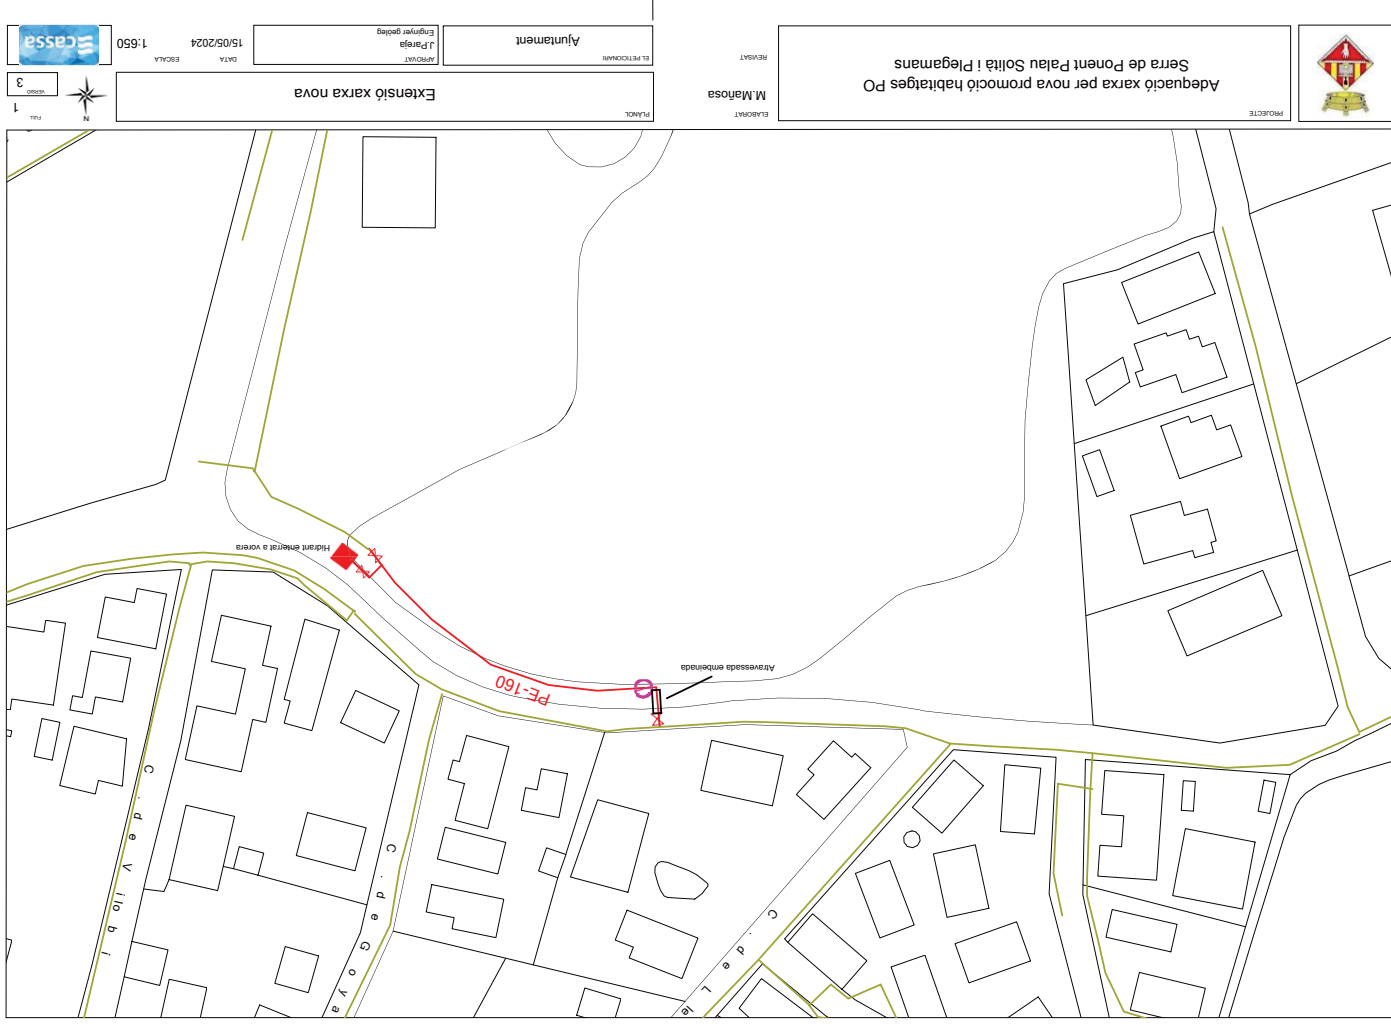 PROJECTE
Adequació xarxa per nova promoció habitatges PO
Serra de Ponent Palau Solità i Plegamans
ELABORAT
M.Mañosa
REVISAT
PLÀNOL
Extensió xarxa nova
EL PETICIONARI
Ajuntament
APROVAT
J.Pareja
Enginyer geòleg
DATA
15/05/2024
ESCALA
1:650
N
FULL
1
VERSIÓ
3
cassa
Hidrant enterrat a vorera
PE-160
Atravessada embeinada
C. de Vilobí
C. de Goya
C. de L